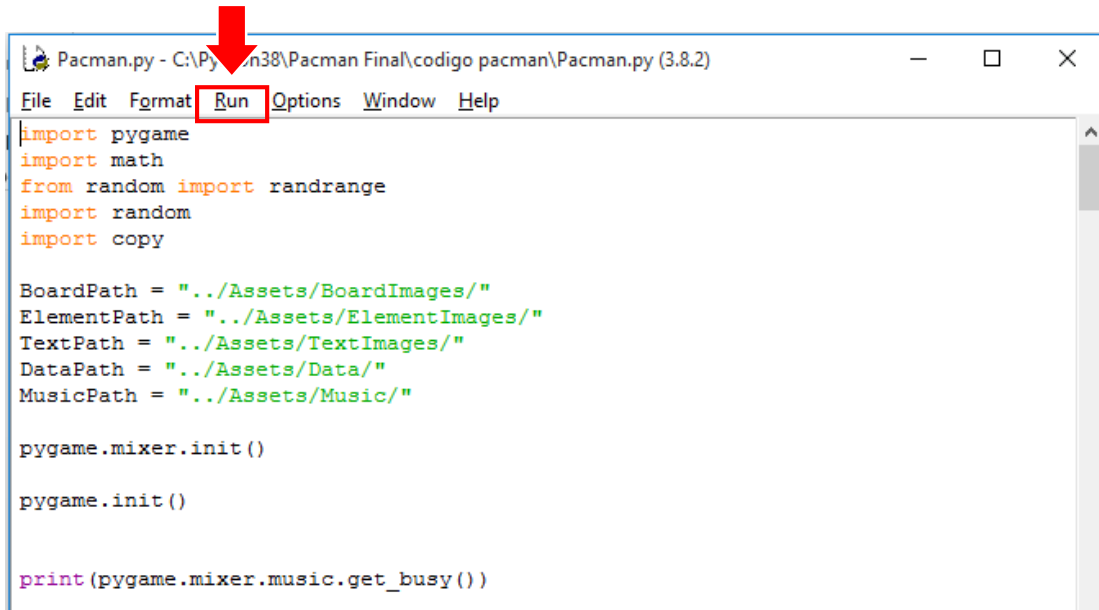 Pacman.py - C:\Python38\Pacman Final\codigo pacman\Pacman.py (3.8.2)
File Edit Format Run Options Window Help
import pygame
import math
from random import randrange
import random
import copy
BoardPath = "../Assets/BoardImages/"
ElementPath = "../Assets/ElementImages/"
TextPath = "../Assets/TextImages/"
DataPath = "../Assets/Data/"
MusicPath = "../Assets/Music/"
pygame.mixer.init()
pygame.init()
print(pygame.mixer.music.get_busy())